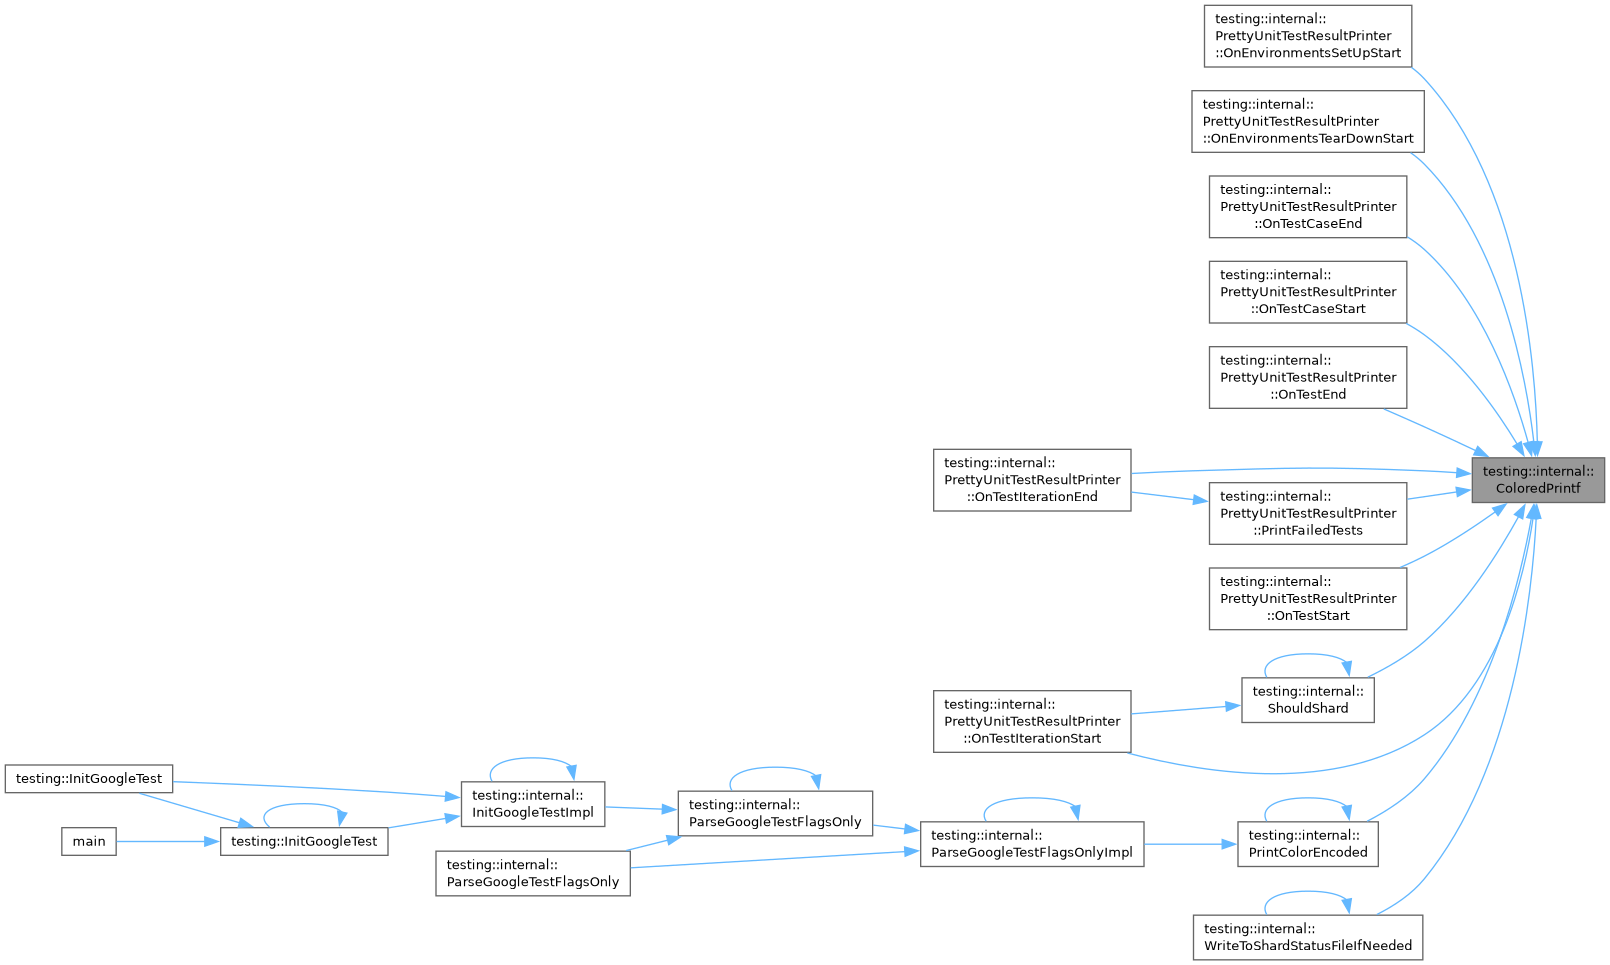 testing::internal::
PrettyUnitTestResultPrinter
::OnEnvironmentsSetUpStart
testing::internal::
PrettyUnitTestResultPrinter
::OnEnvironmentsTearDownStart
testing::internal::
PrettyUnitTestResultPrinter
::OnTestCaseEnd
testing::internal::
PrettyUnitTestResultPrinter
::OnTestCaseStart
testing::internal::
PrettyUnitTestResultPrinter
::OnTestEnd
testing::internal::
PrettyUnitTestResultPrinter
::OnTestIterationEnd
testing::internal::
ColoredPrintf
testing::internal::
PrettyUnitTestResultPrinter
::PrintFailedTests
testing::internal::
PrettyUnitTestResultPrinter
::OnTestStart
testing::internal::
ShouldShard
testing::internal::
PrettyUnitTestResultPrinter
::OnTestIterationStart
testing::InitGoogleTest
testing::internal::
InitGoogleTestImpl
testing::internal::
ParseGoogleTestFlagsOnly
main
testing::InitGoogleTest
testing::internal::
ParseGoogleTestFlagsOnlyImpl
testing::internal::
PrintColorEncoded
testing::internal::
ParseGoogleTestFlagsOnly
testing::internal::
WriteToShardStatusFileIfNeeded